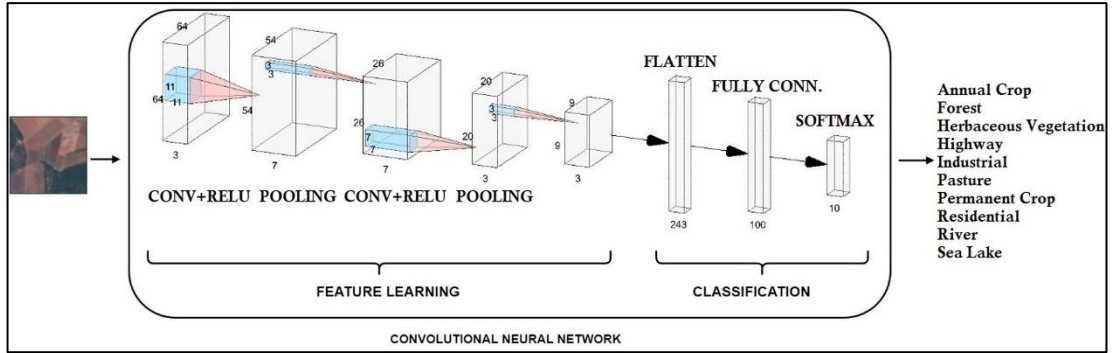 64
64
11
11
3
54
3
3
54
7
26
26
7
7
7
20
3
3
20
3
9
9
3
FLATTEN
243
FULLY CONN.
100
SOFTMAX
10
CONV+RELU POOLING CONV+RELU POOLING
FEATURE LEARNING
CLASSIFICATION
CONVOLUTIONAL NEURAL NETWORK
Annual Crop
Forest
Herbaceous Vegetation
Highway
Industrial
Pasture
Permanent Crop
Residential
River
Sea Lake